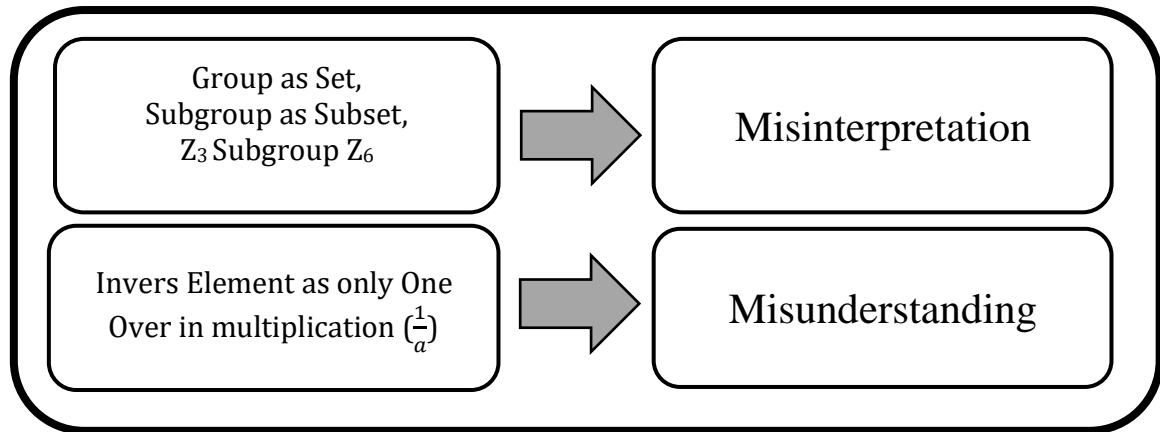 Group as Set,
Subgroup as Subset,
Z₃ Subgroup Z₆
Misinterpretation
Invers Element as only One
Over in multiplication (1/a)
Misunderstanding